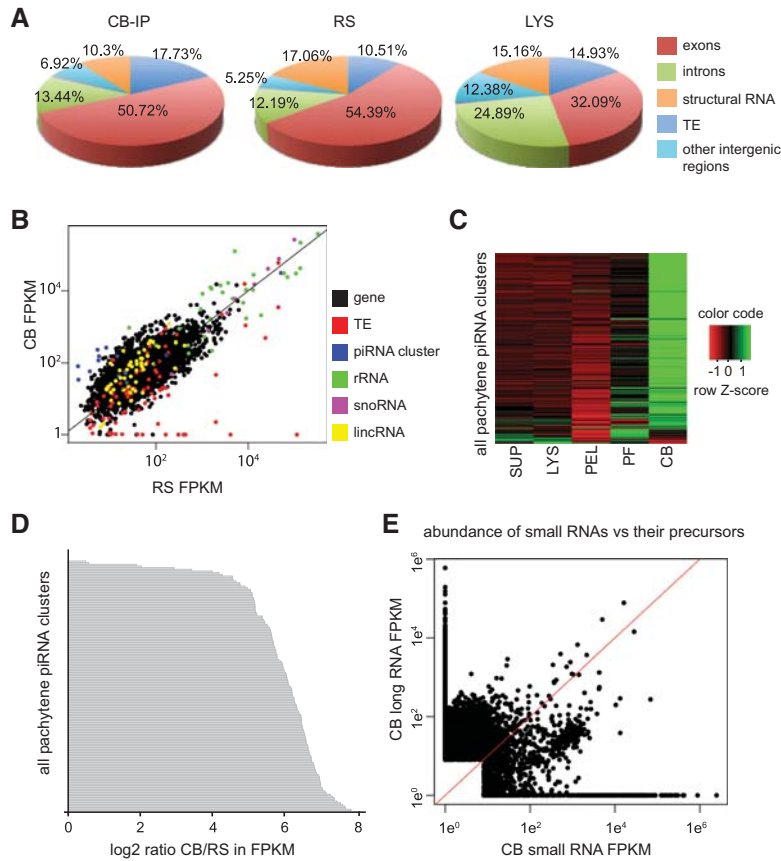 A
CB-IP
RS
LYS
10.3%
17.73%
6.92%
13.44%
50.72%
17.06%
10.51%
5.25%
12.19%
54.39%
15.16%
14.93%
12.38%
24.89%
32.09%
exons
introns
structural RNA
TE
other intergenic
regions
B
CB FPKM
10^4
10^2
1
10^2
10^4
RS FPKM
gene
TE
piRNA cluster
rRNA
snoRNA
lincRNA
C
all pachytene piRNA clusters
SUP
LYS
PEL
PF
CB
color code
-1 0 1
row Z-score
D
all pachytene piRNA clusters
0
2
4
6
8
log2 ratio CB/RS in FPKM
E
abundance of small RNAs vs their precursors
CB long RNA FPKM
1e^6
1e^4
1e^2
1e^0
1e^0
1e^2
1e^4
1e^6
CB small RNA FPKM